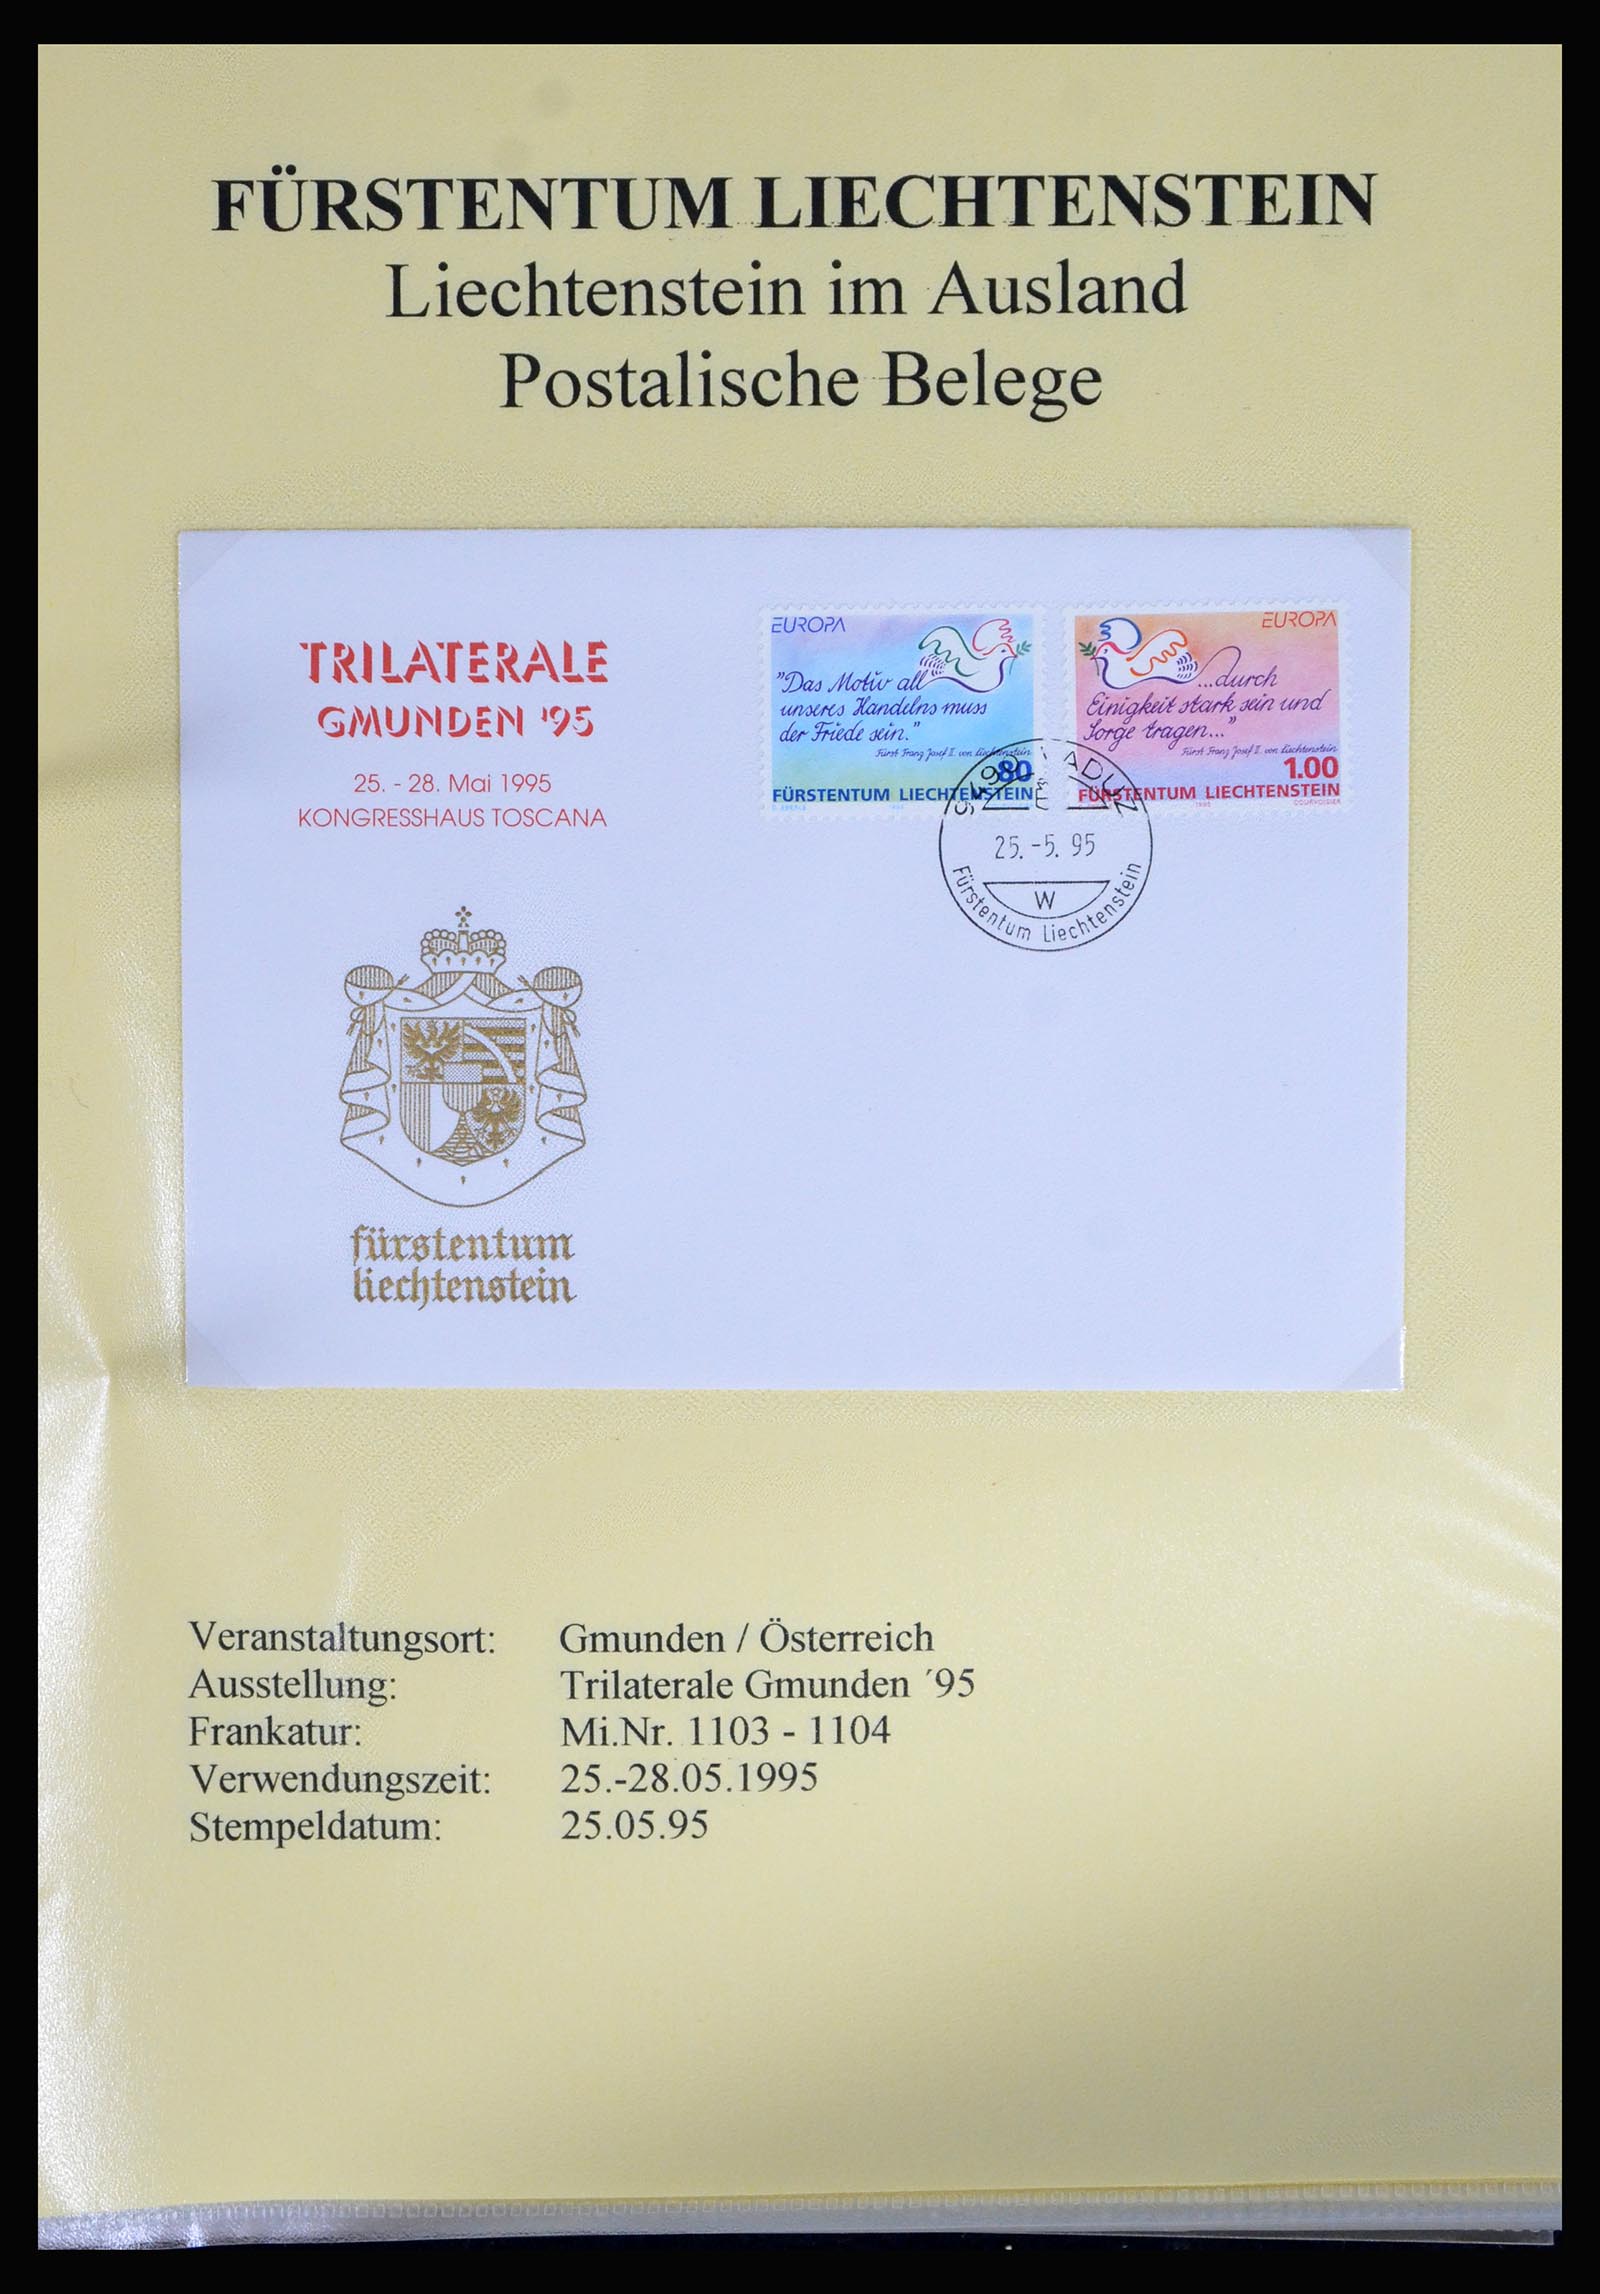 FÜRSTENTUM LIECHTENSTEIN
Liechtenstein im Ausland
Postalische Belege
TRILATERALE
GMUNDEN '95
25. - 28. Mai 1995
KONGRESSHAUS TOSCANA
fürstentum
liechtenstein
EUROPA
"Das Motiv all
unseres Handelns muss
der Friede sein."
Fürst Franz Josef II. von Liechtenstein
80
FÜRSTENTUM LIECHTENSTEIN
EUROPA
...durch
Einigkeit stark sein und
Sorge tragen..."
Fürst Franz Josef II. von Liechtenstein
1.00
FÜRSTENTUM LIECHTENSTEIN
1995 COURVOISIER
9490 VADUZ
25.-5. 95
W
Fürstentum Liechtenstein
Veranstaltungsort: Gmunden / Österreich
Ausstellung: Trilaterale Gmunden ´95
Frankatur: Mi.Nr. 1103 - 1104
Verwendungszeit: 25.-28.05.1995
Stempeldatum: 25.05.95